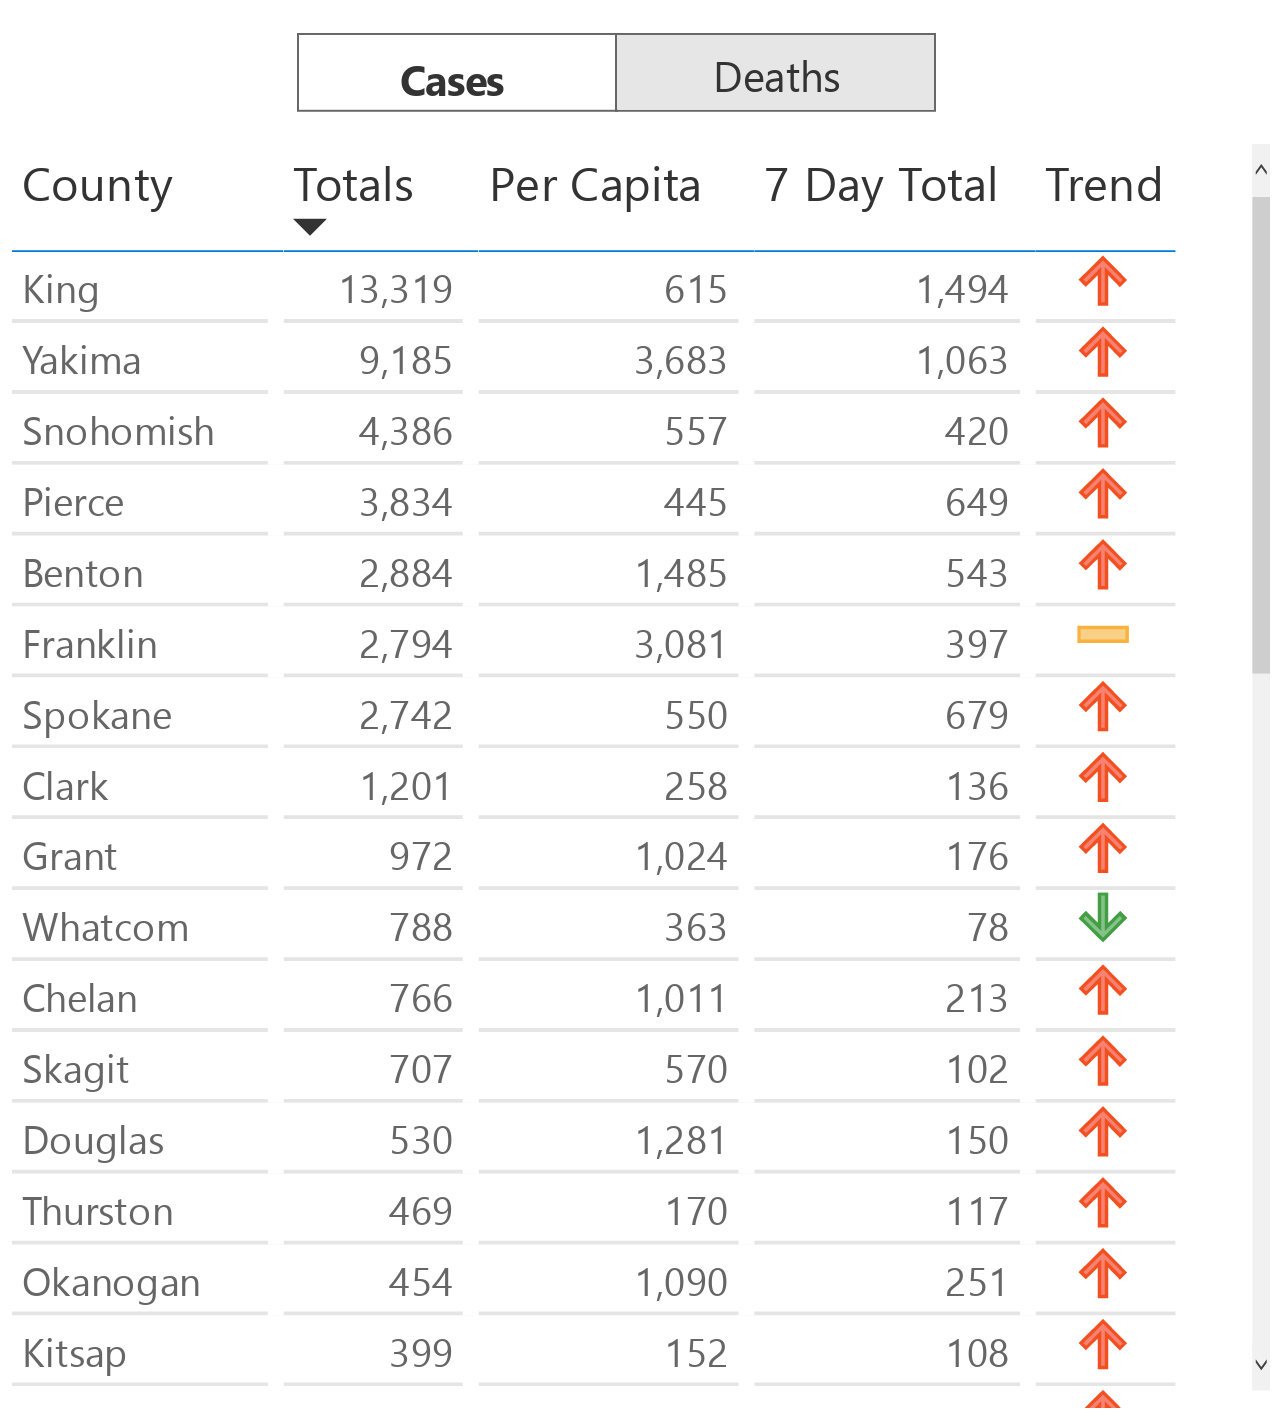 Cases Deaths
County Totals Per Capita 7 Day Total Trend
King 13,319 615 1,494
Yakima 9,185 3,683 1,063
Snohomish 4,386 557 420
Pierce 3,834 445 649
Benton 2,884 1,485 543
Franklin 2,794 3,081 397
Spokane 2,742 550 679
Clark 1,201 258 136
Grant 972 1,024 176
Whatcom 788 363 78
Chelan 766 1,011 213
Skagit 707 570 102
Douglas 530 1,281 150
Thurston 469 170 117
Okanogan 454 1,090 251
Kitsap 399 152 108